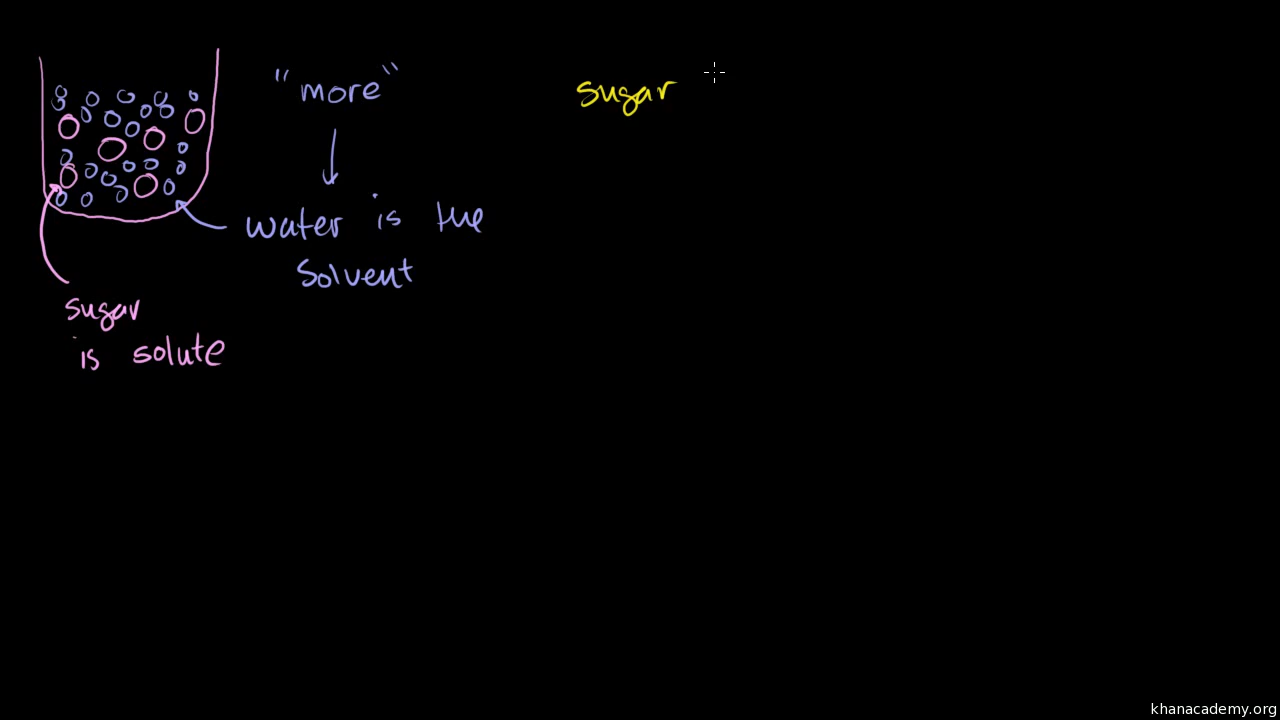 "more"
water is the
solvent
sugar
is solute
sugar
khanacademy.org